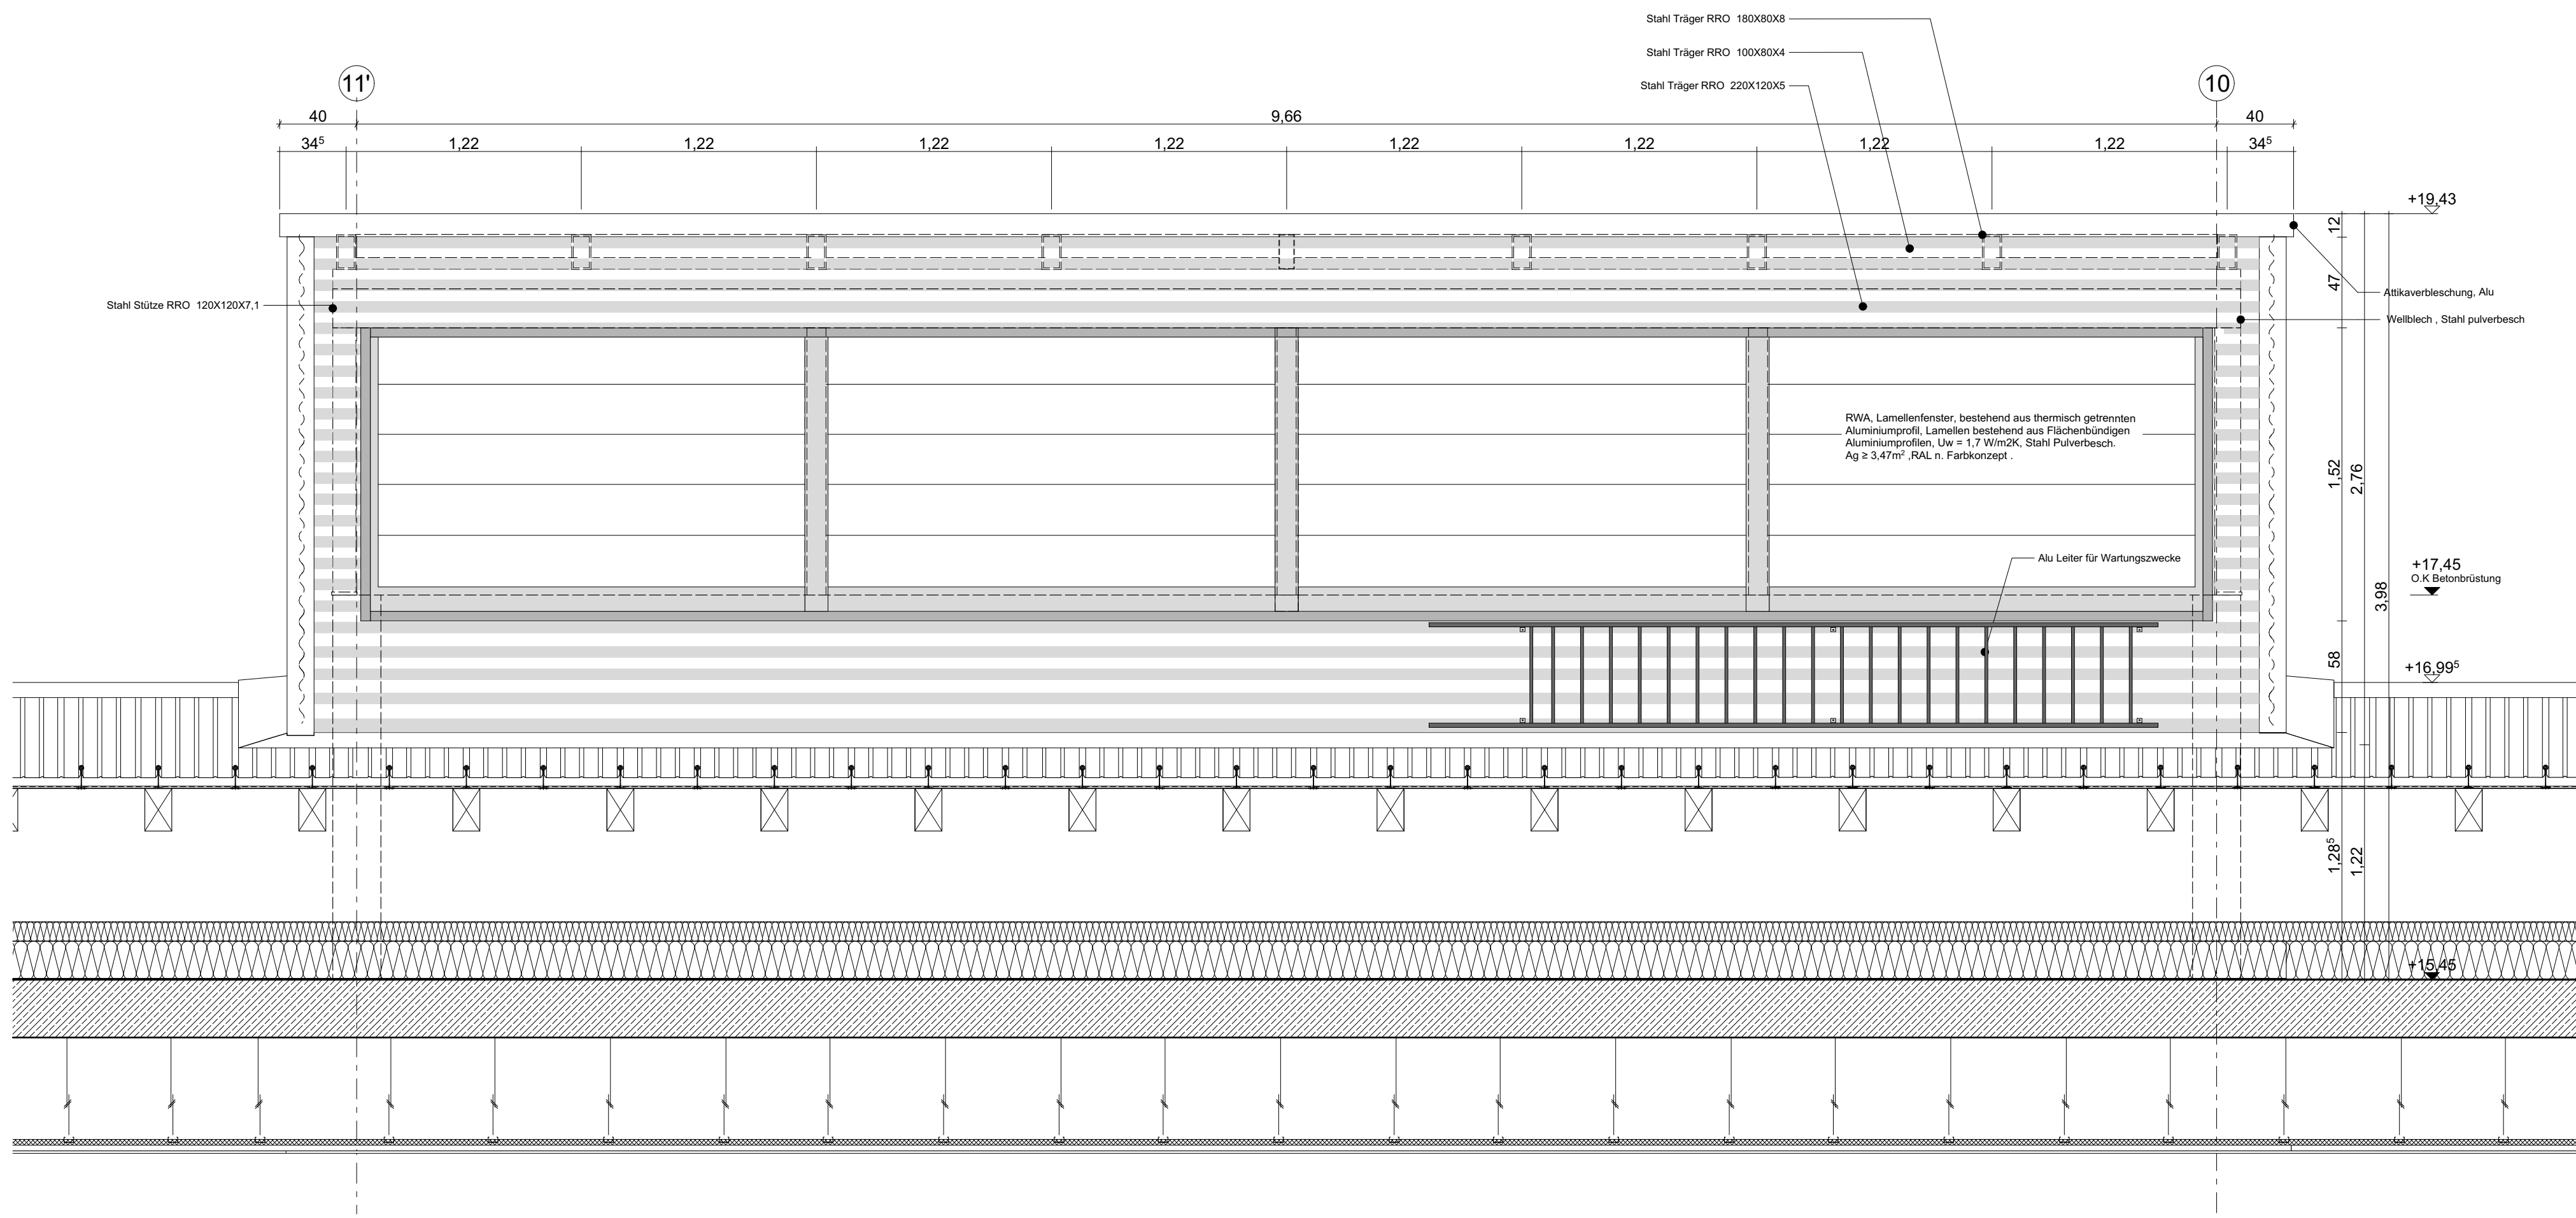 Stahl Träger RRO 180X80X8
Stahl Träger RRO 100X80X4
Stahl Träger RRO 220X120X5
11'
10
40
9,66
40
34⁵
1,22
1,22
1,22
1,22
1,22
1,22
1,22
1,22
34⁵
+19,43
12
47
Stahl Stütze RRO 120X120X7,1
Attikaverbleschung, Alu
Wellblech , Stahl pulverbesch
RWA, Lamellenfenster, bestehend aus thermisch getrennten
Aluminiumprofil, Lamellen bestehend aus Flächenbündigen
Aluminiumprofilen, Uw = 1,7 W/m2K, Stahl Pulverbesch.
Ag ≥ 3,47m² ,RAL n. Farbkonzept .
1,52
2,76
3,98
Alu Leiter für Wartungszwecke
+17,45
O.K Betonbrüstung
58
+16,99⁵
1,28⁵
1,22
+15,45